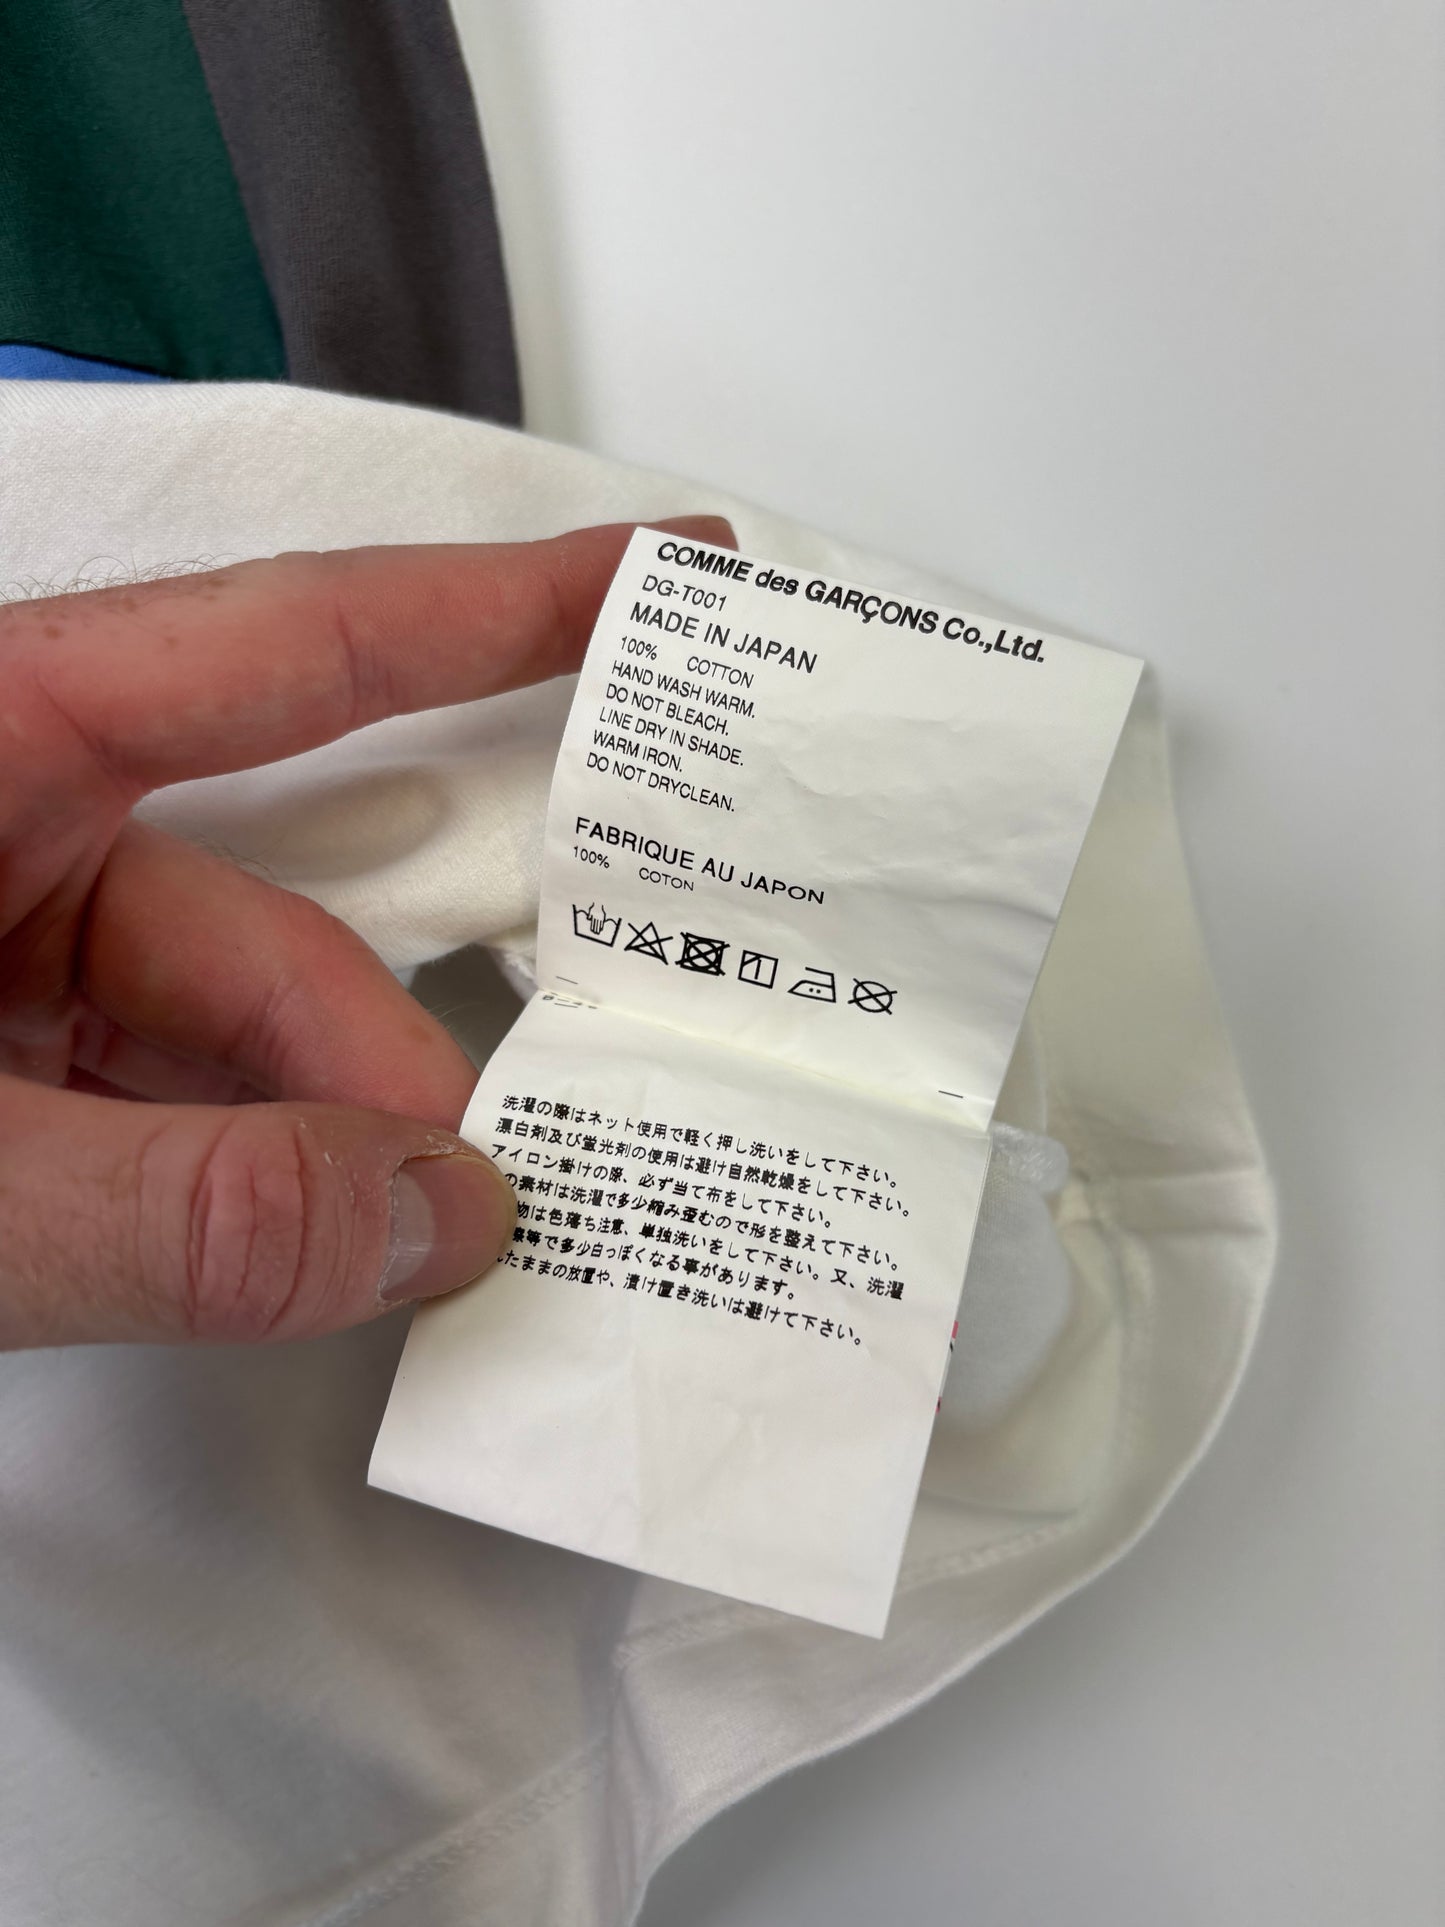 COMME des GARÇONS Co.,Ltd.
DG-T001
MADE IN JAPAN
100% COTTON
HAND WASH WARM.
DO NOT BLEACH.
LINE DRY IN SHADE.
WARM IRON.
DO NOT DRYCLEAN.
FABRIQUE AU JAPON
100% COTON
1
洗濯の際はネット使用で軽く押し洗いをして下さい。
漂白剤及び蛍光剤の使用は避け自然乾燥をして下さい。
アイロン掛けの際、必ず当て布をして下さい。
の素材は洗濯で多少縮み歪むので形を整えて下さい。
物は色落ち注意、単独洗いをして下さい。又、洗濯
等で多少白っぽくなる事があります。
たままの放置や、漬け置き洗いは避けて下さい。